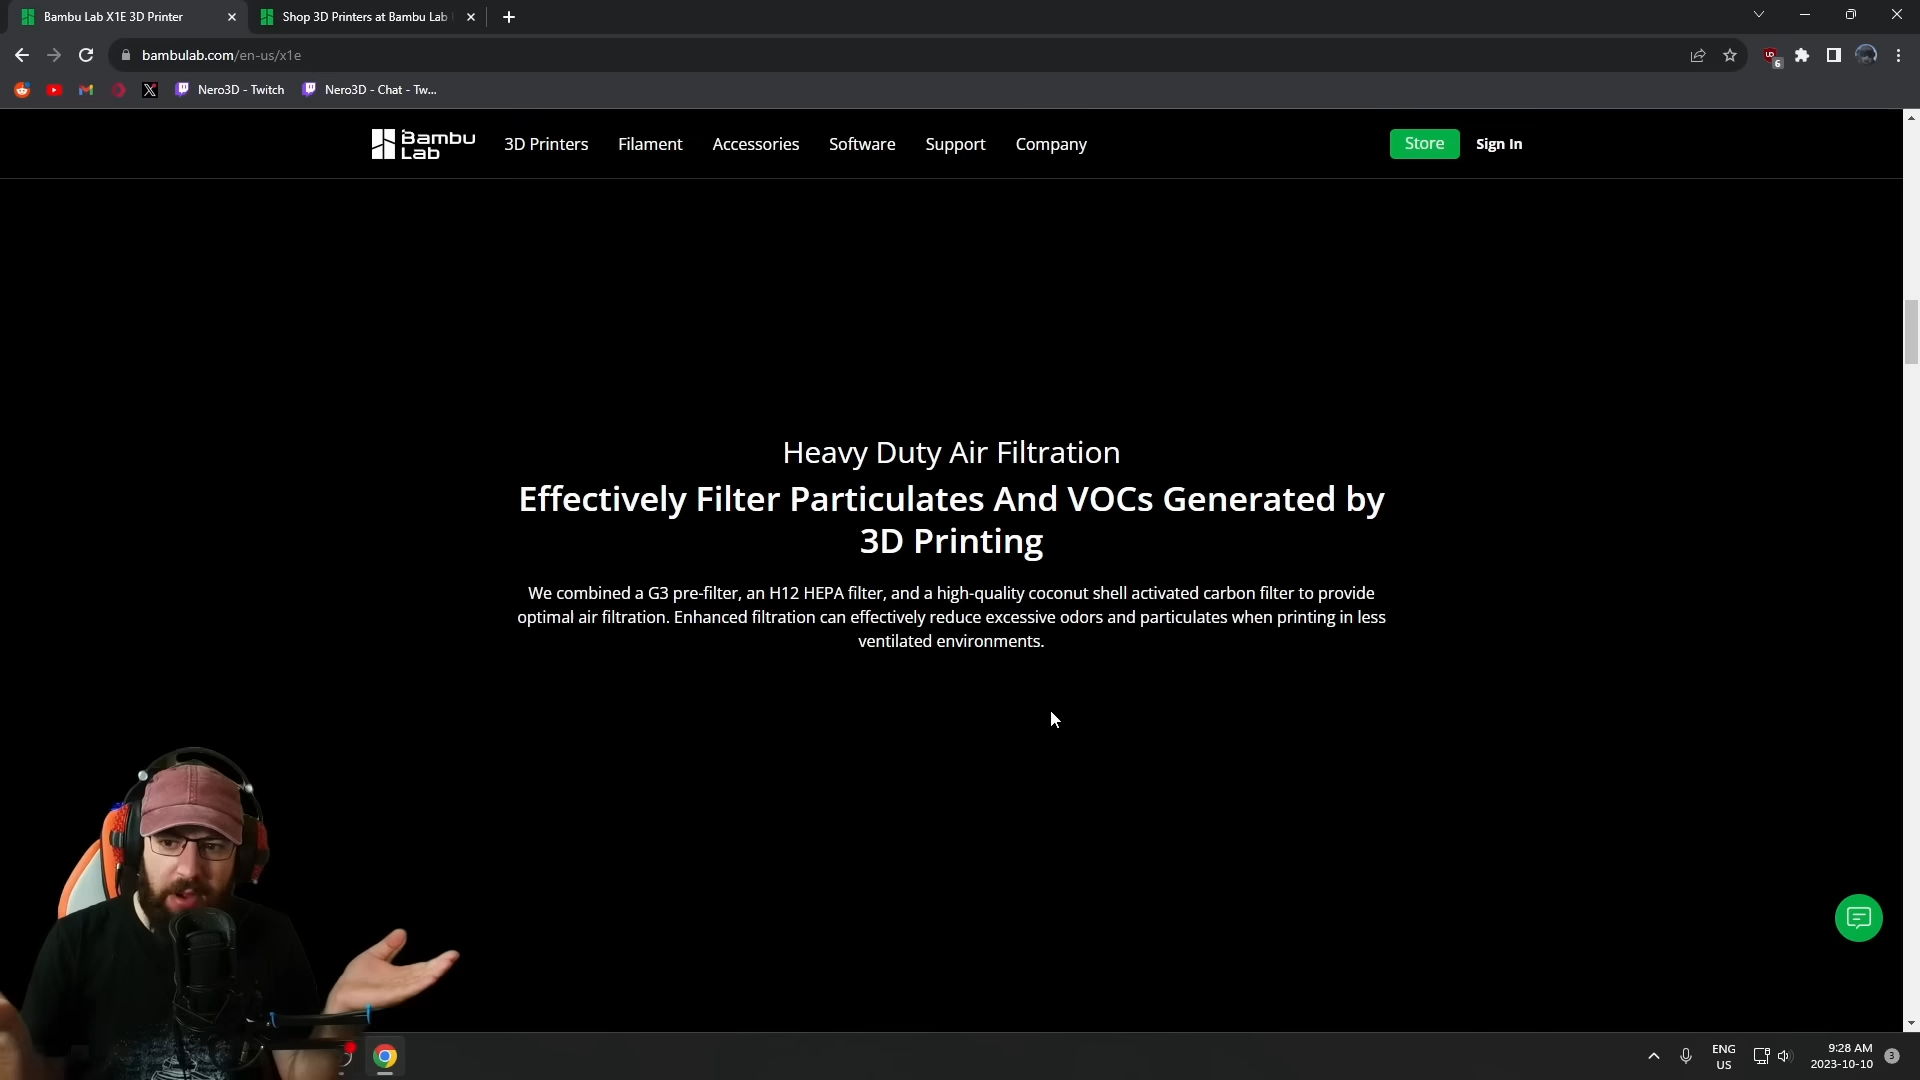 Bambu Lab X1E 3D Printer
Shop 3D Printers at Bambu Lab
bambulab.com/en-us/x1e
6
Nero3D - Twitch
Nero3D - Chat - Tw...
Bambu Lab
3D Printers
Filament
Accessories
Software
Support
Company
Store
Sign In
Heavy Duty Air Filtration
Effectively Filter Particulates And VOCs Generated by
3D Printing
We combined a G3 pre-filter, an H12 HEPA filter, and a high-quality coconut shell activated carbon filter to provide
optimal air filtration. Enhanced filtration can effectively reduce excessive odors and particulates when printing in less
ventilated environments.
ENG
US
9:28 AM
2023-10-10
3